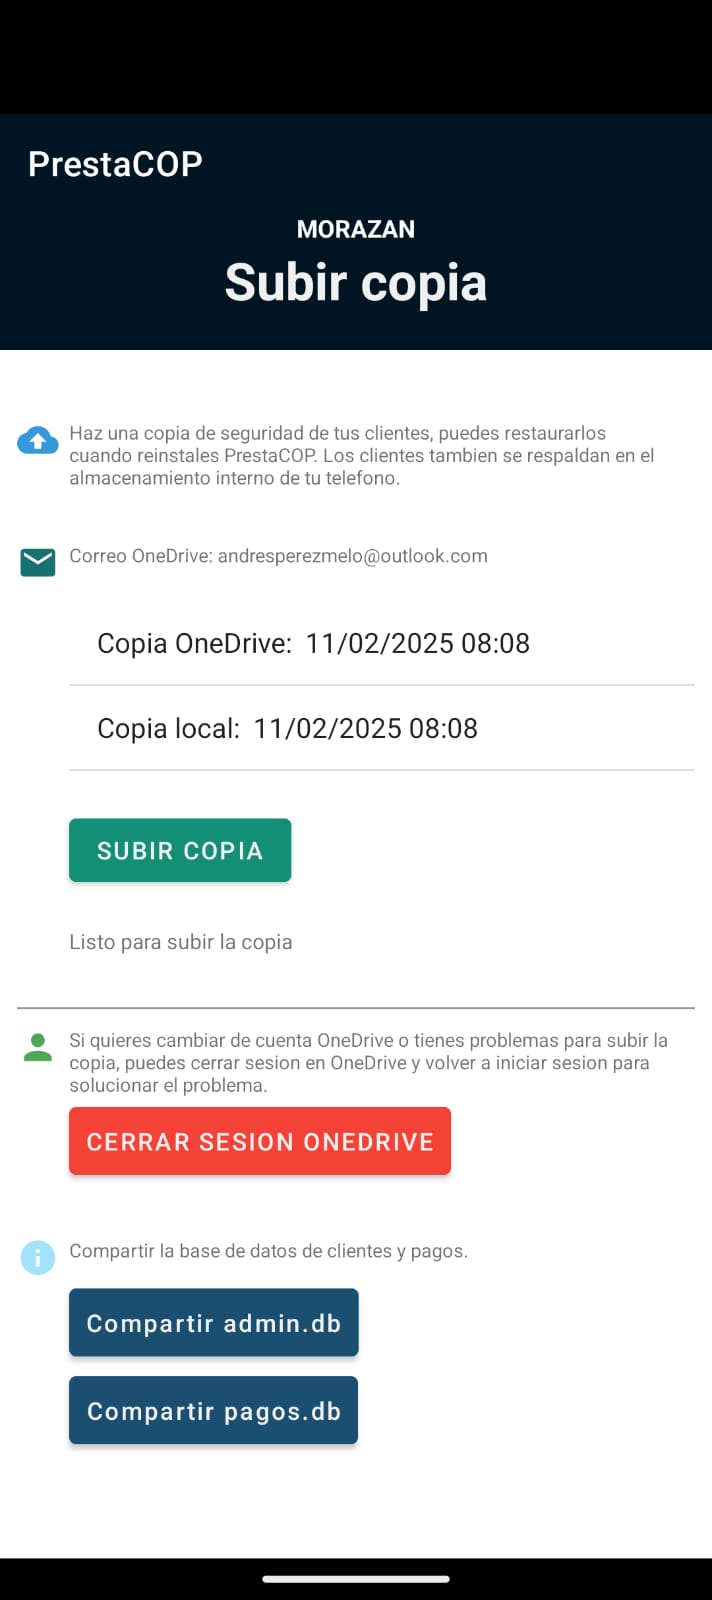 PrestaCOP
MORAZAN
Subir copia
Haz una copia de seguridad de tus clientes, puedes restaurarlos
cuando reinstales PrestaCOP. Los clientes tambien se respaldan en el
almacenamiento interno de tu telefono.
Correo OneDrive: andresperezmelo@outlook.com
Copia OneDrive: 11/02/2025 08:08
Copia local: 11/02/2025 08:08
SUBIR COPIA
Listo para subir la copia
Si quieres cambiar de cuenta OneDrive o tienes problemas para subir la
copia, puedes cerrar sesion en OneDrive y volver a iniciar sesion para
solucionar el problema.
CERRAR SESION ONEDRIVE
Compartir la base de datos de clientes y pagos.
Compartir admin.db
Compartir pagos.db